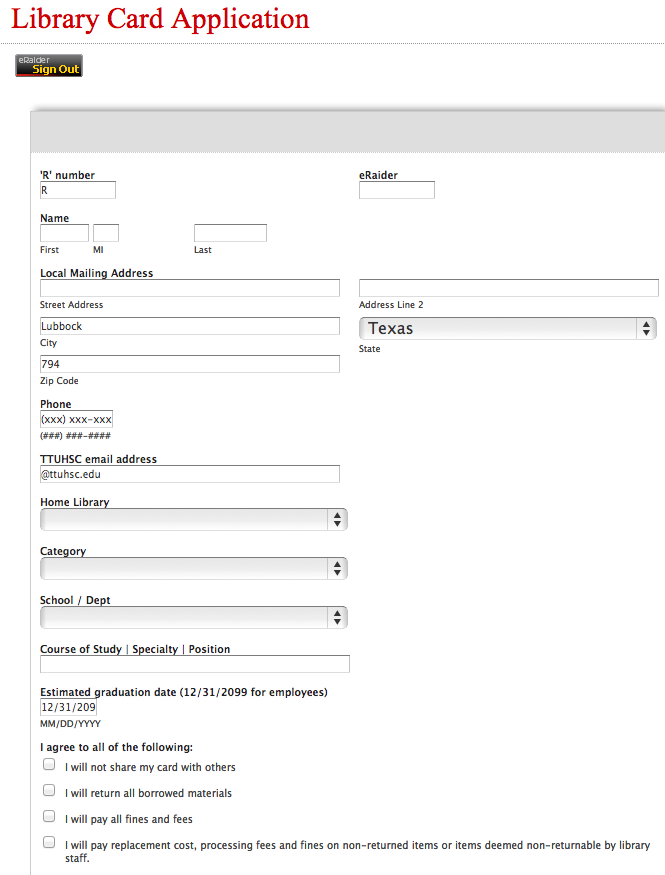 Library Card Application
eRaider
Sign Out
'R' number
eRaider
R
Name
First MI Last
Local Mailing Address
Street Address
Address Line 2
Lubbock
Texas
City
State
794
Zip Code
Phone
(xxx) xxx-xxx
(###) ###-####
TTUHSC email address
@ttuhsc.edu
Home Library
Category
School / Dept
Course of Study | Specialty | Position
Estimated graduation date (12/31/2099 for employees)
12/31/209
MM/DD/YYYY
I agree to all of the following:
I will not share my card with others
I will return all borrowed materials
I will pay all fines and fees
I will pay replacement cost, processing fees and fines on non-returned items or items deemed non-returnable by library
staff.